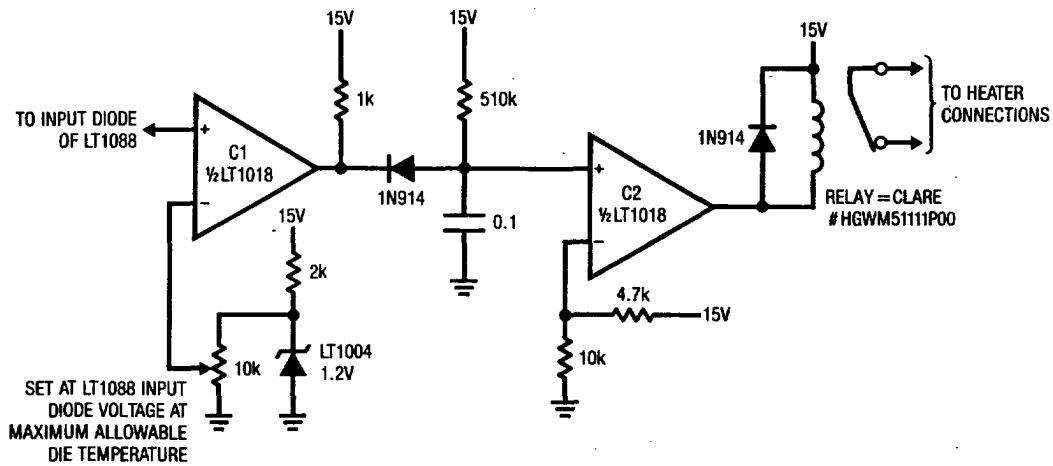 15V
15V
15V
1k
510k
TO INPUT DIODE
OF LT1088
TO HEATER
CONNECTIONS
+
C1
½LT1018
−
1N914
1N914
+
C2
½LT1018
−
0.1
RELAY = CLARE
#HGWM51111P00
15V
2k
4.7k
15V
10k
LT1004
1.2V
10k
SET AT LT1088 INPUT
DIODE VOLTAGE AT
MAXIMUM ALLOWABLE
DIE TEMPERATURE